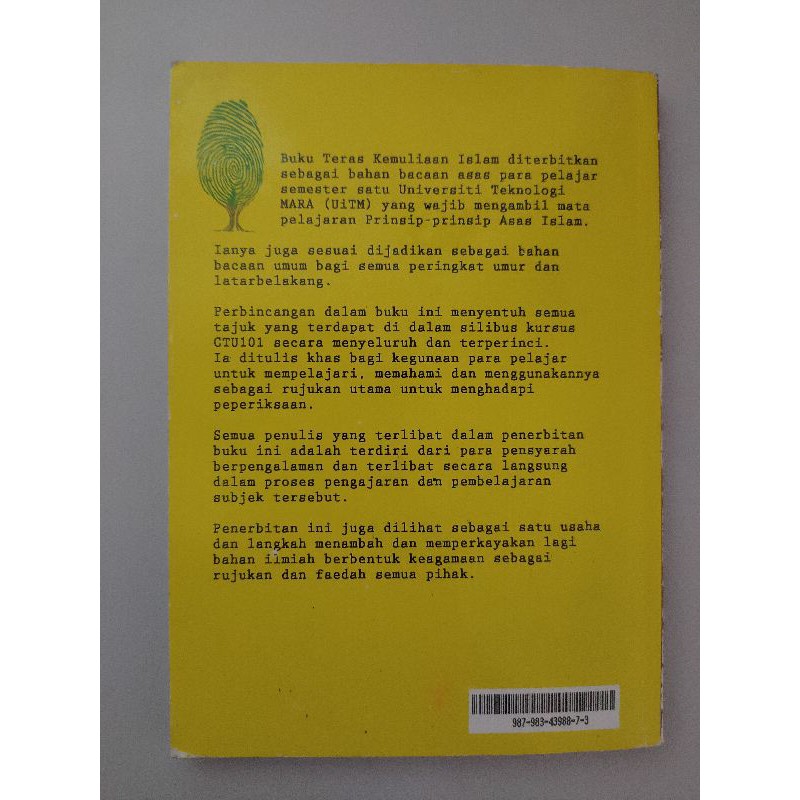 Buku Teras Kemuliaan Islam diterbitkan
sebagai bahan bacaan asas para pelajar
semester satu Universiti Teknologi
MARA (UiTM) yang wajib mengambil mata
pelajaran Prinsip-prinsip Asas Islam.
Ianya juga sesuai dijadikan sebagai bahan
bacaan umum bagi semua peringkat umur dan
latarbelakang.
Perbincangan dalam buku ini menyentuh semua
tajuk yang terdapat di dalam silibus kursus
CTU101 secara menyeluruh dan terperinci.
Ia ditulis khas bagi kegunaan para pelajar
untuk mempelajari, memahami dan menggunakannya
sebagai rujukan utama untuk menghadapi
peperiksaan.
Semua penulis yang terlibat dalam penerbitan
buku ini adalah terdiri dari para pensyarah
berpengalaman dan terlibat secara langsung
dalam proses pengajaran dan pembelajaran
subjek tersebut.
Penerbitan ini juga dilihat sebagai satu usaha
dan langkah menambah dan memperkayakan lagi
bahan ilmiah berbentuk keagamaan sebagai
rujukan dan faedah semua pihak.
987-983-43988-7-3